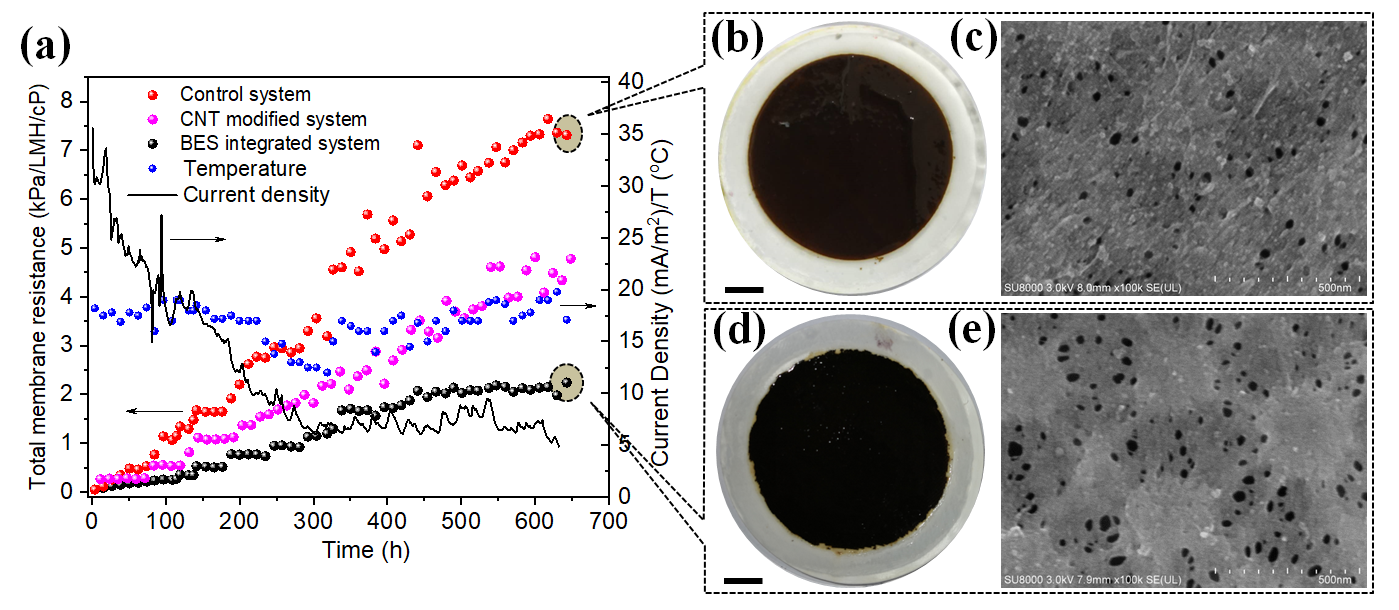 (a)
Control system
CNT modified system
BES integrated system
Temperature
Current density
Total membrane resistance (kPa/LMH/cP)
8
7
6
5
4
3
2
1
0
0 100 200 300 400 500 600 700
Time (h)
40
35
30
25
20
15
10
5
0
Current Density (mA/m²)/T (°C)
(b)
(c)
SU8000 3.0kV 8.0mm x100k SE(UL) 500nm
(d)
(e)
SU8000 3.0kV 7.9mm x100k SE(UL) 500nm